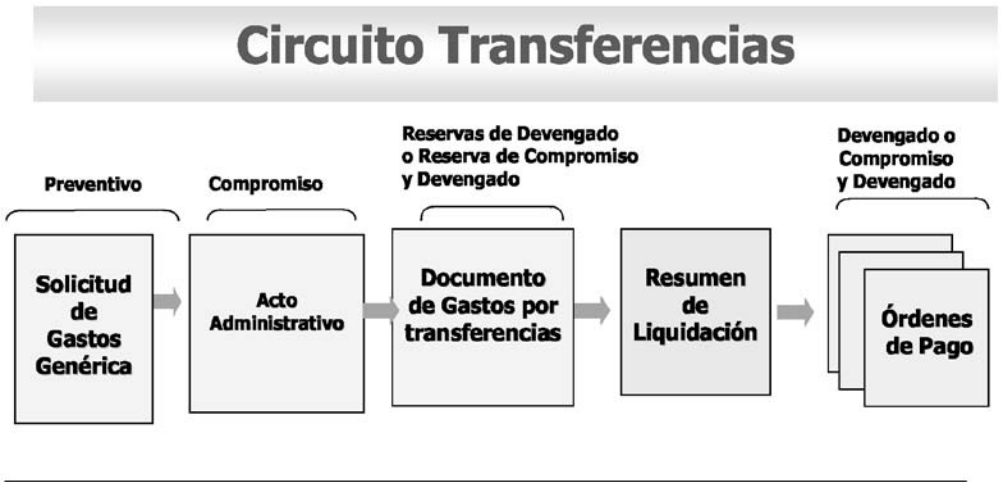 Circuito Transferencias
Preventivo
Compromiso
Reservas de Devengado
o Reserva de Compromiso
y Devengado
Devengado o
Compromiso
y Devengado
Solicitud
de
Gastos
Genérica
Acto
Administrativo
Documento
de Gastos por
transferencias
Resumen
de
Liquidación
Órdenes
de Pago